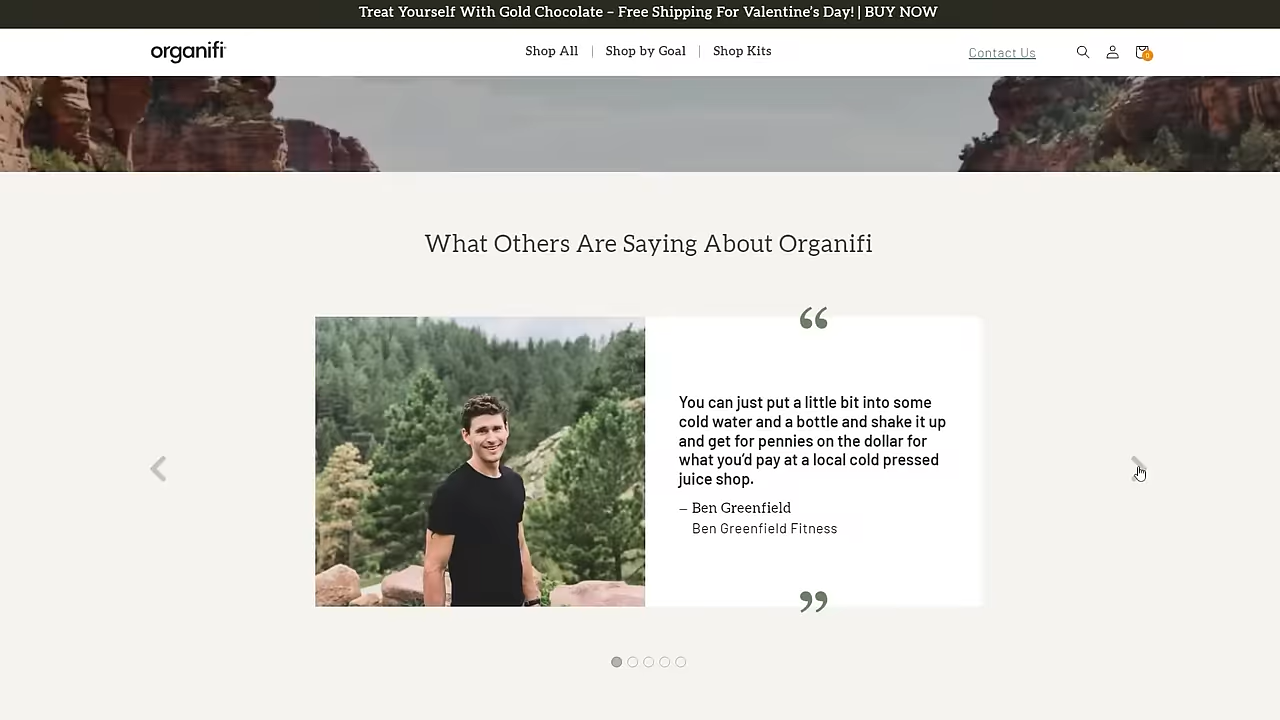 Treat Yourself With Gold Chocolate – Free Shipping For Valentine's Day! | BUY NOW
organifi
Shop All | Shop by Goal | Shop Kits
Contact Us
0
What Others Are Saying About Organifi
“
You can just put a little bit into some
cold water and a bottle and shake it up
and get for pennies on the dollar for
what you'd pay at a local cold pressed
juice shop.
– Ben Greenfield
Ben Greenfield Fitness
”